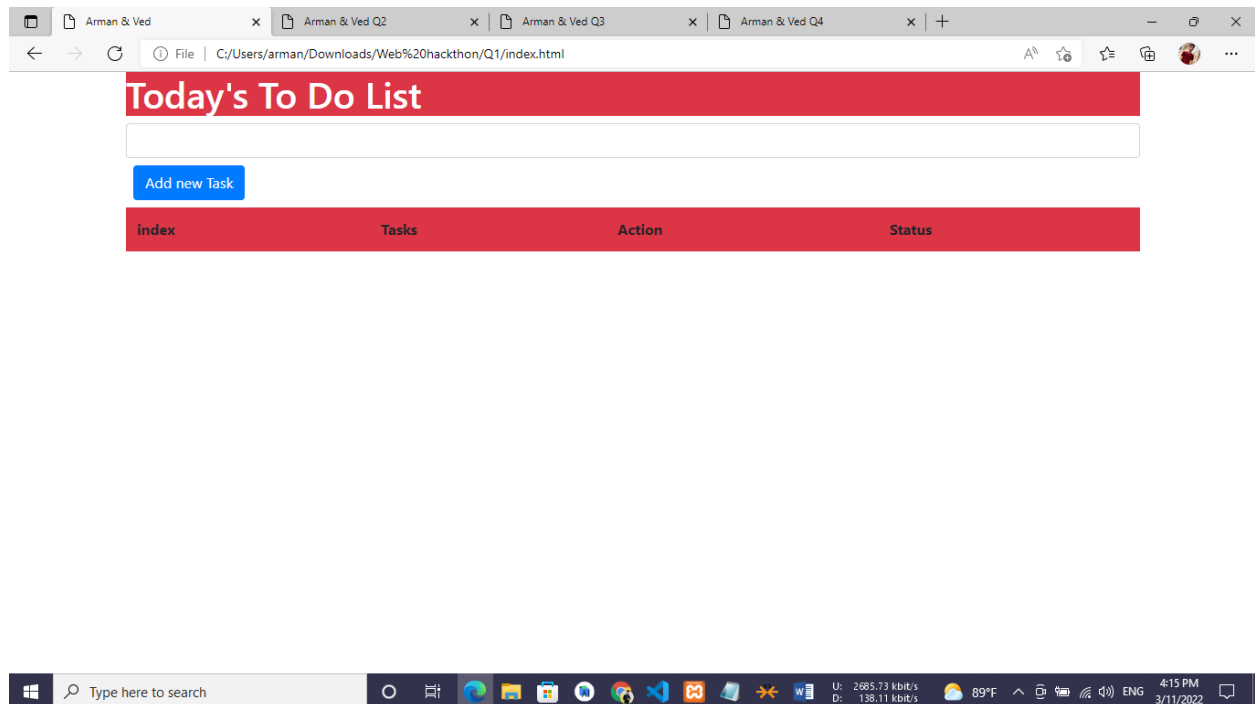 Arman & Ved
Arman & Ved Q2
Arman & Ved Q3
Arman & Ved Q4
File
C:/Users/arman/Downloads/Web%20hackthon/Q1/index.html
Today's To Do List
Add new Task
index Tasks Action Status
Type here to search
U: 2685.73 kbit/s
D: 138.11 kbit/s
89°F
ENG
4:15 PM
3/11/2022